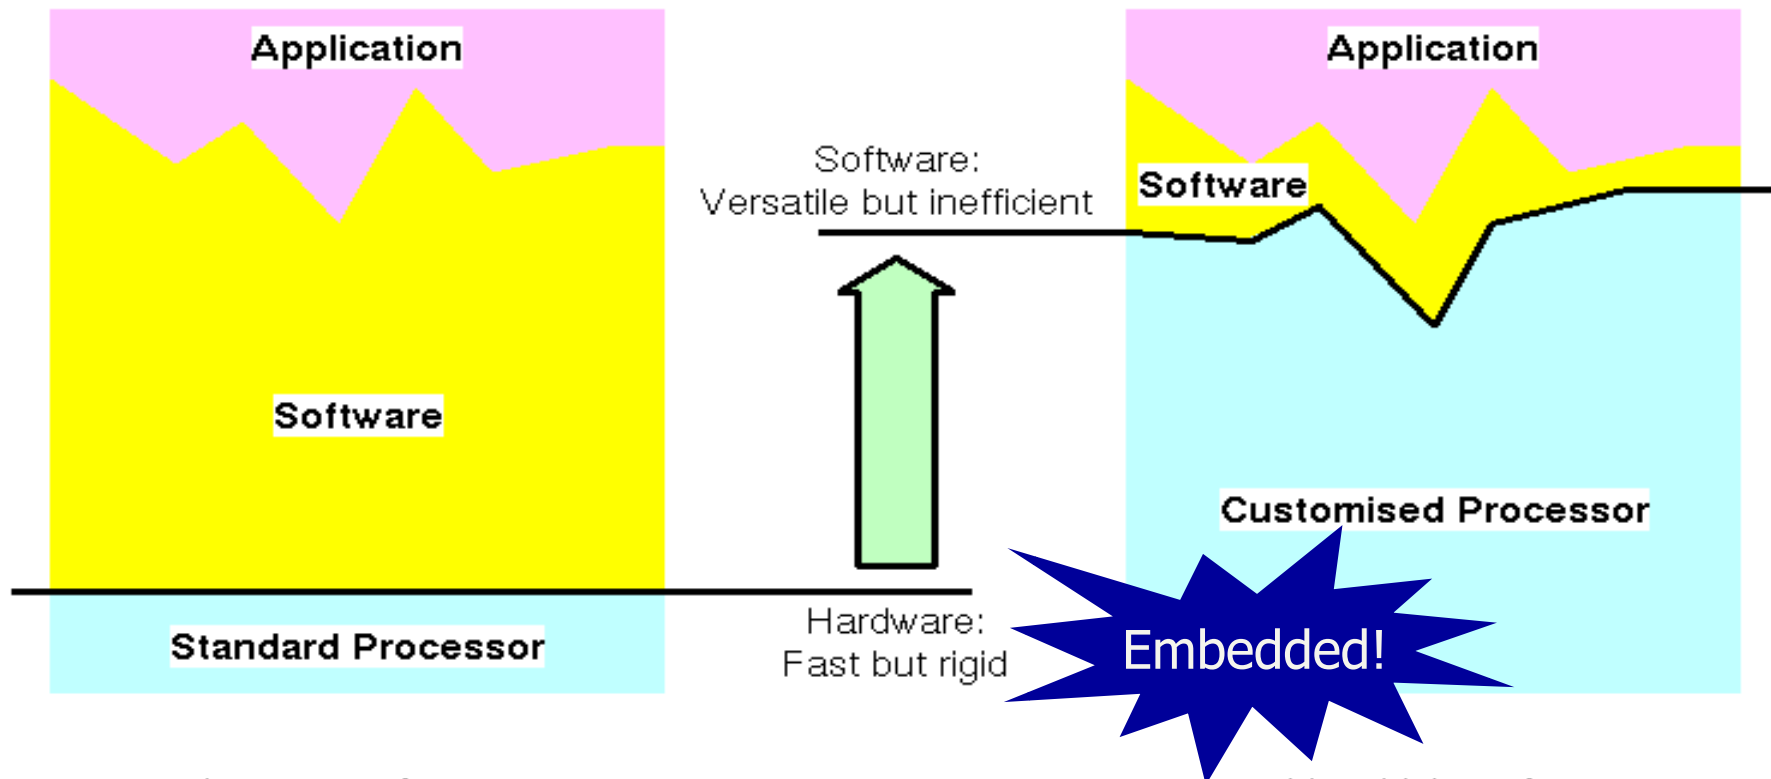 Application
Software
Standard Processor
Software:
Versatile but inefficient
Hardware:
Fast but rigid
Application
Software
Customised Processor
Embedded!